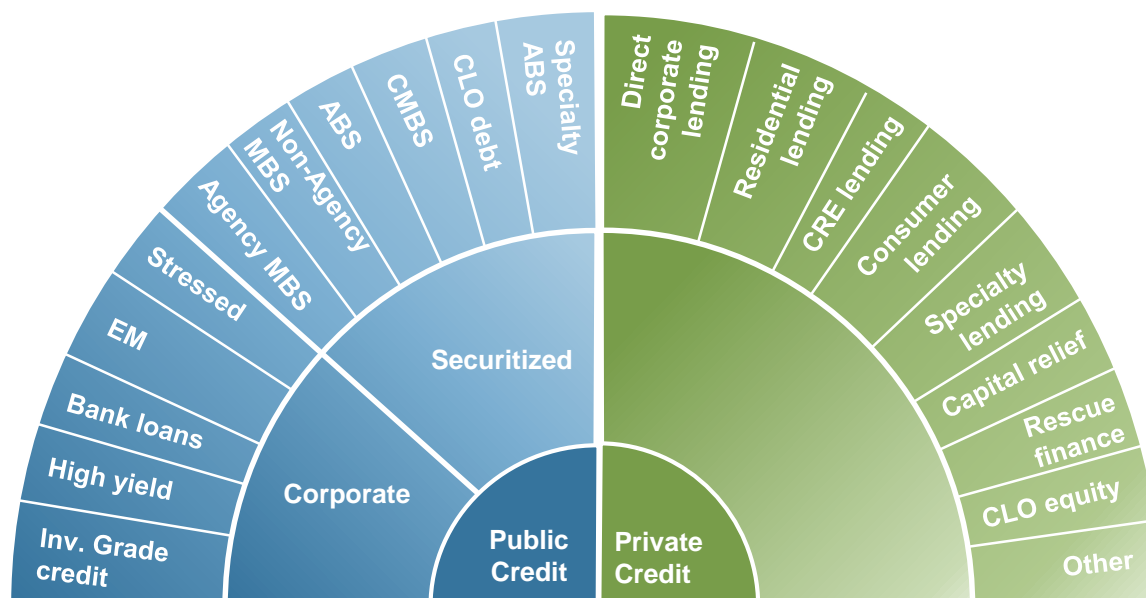 Inv. Grade
credit
High yield
Bank loans
EM
Stressed
Agency MBS
Non-Agency
MBS
ABS
CMBS
CLO debt
Specialty
ABS
Direct
corporate
lending
Residential
lending
CRE lending
Consumer
lending
Specialty
lending
Capital relief
Rescue
finance
CLO equity
Other
Securitized
Corporate
Public
Credit
Private
Credit